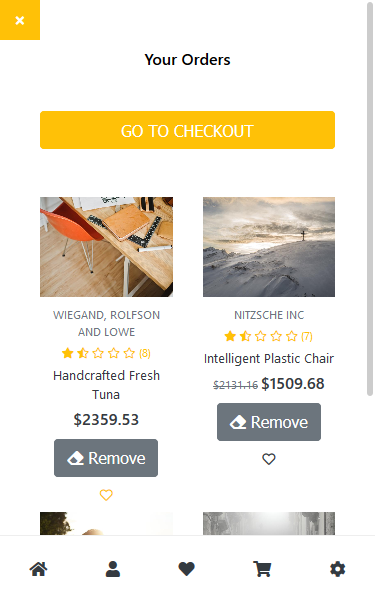 ×
Your Orders
GO TO CHECKOUT
WIEGAND, ROLFSON
AND LOWE
(8)
Handcrafted Fresh
Tuna
$2359.53
Remove
NITZSCHE INC
(7)
Intelligent Plastic Chair
$2131.16 $1509.68
Remove